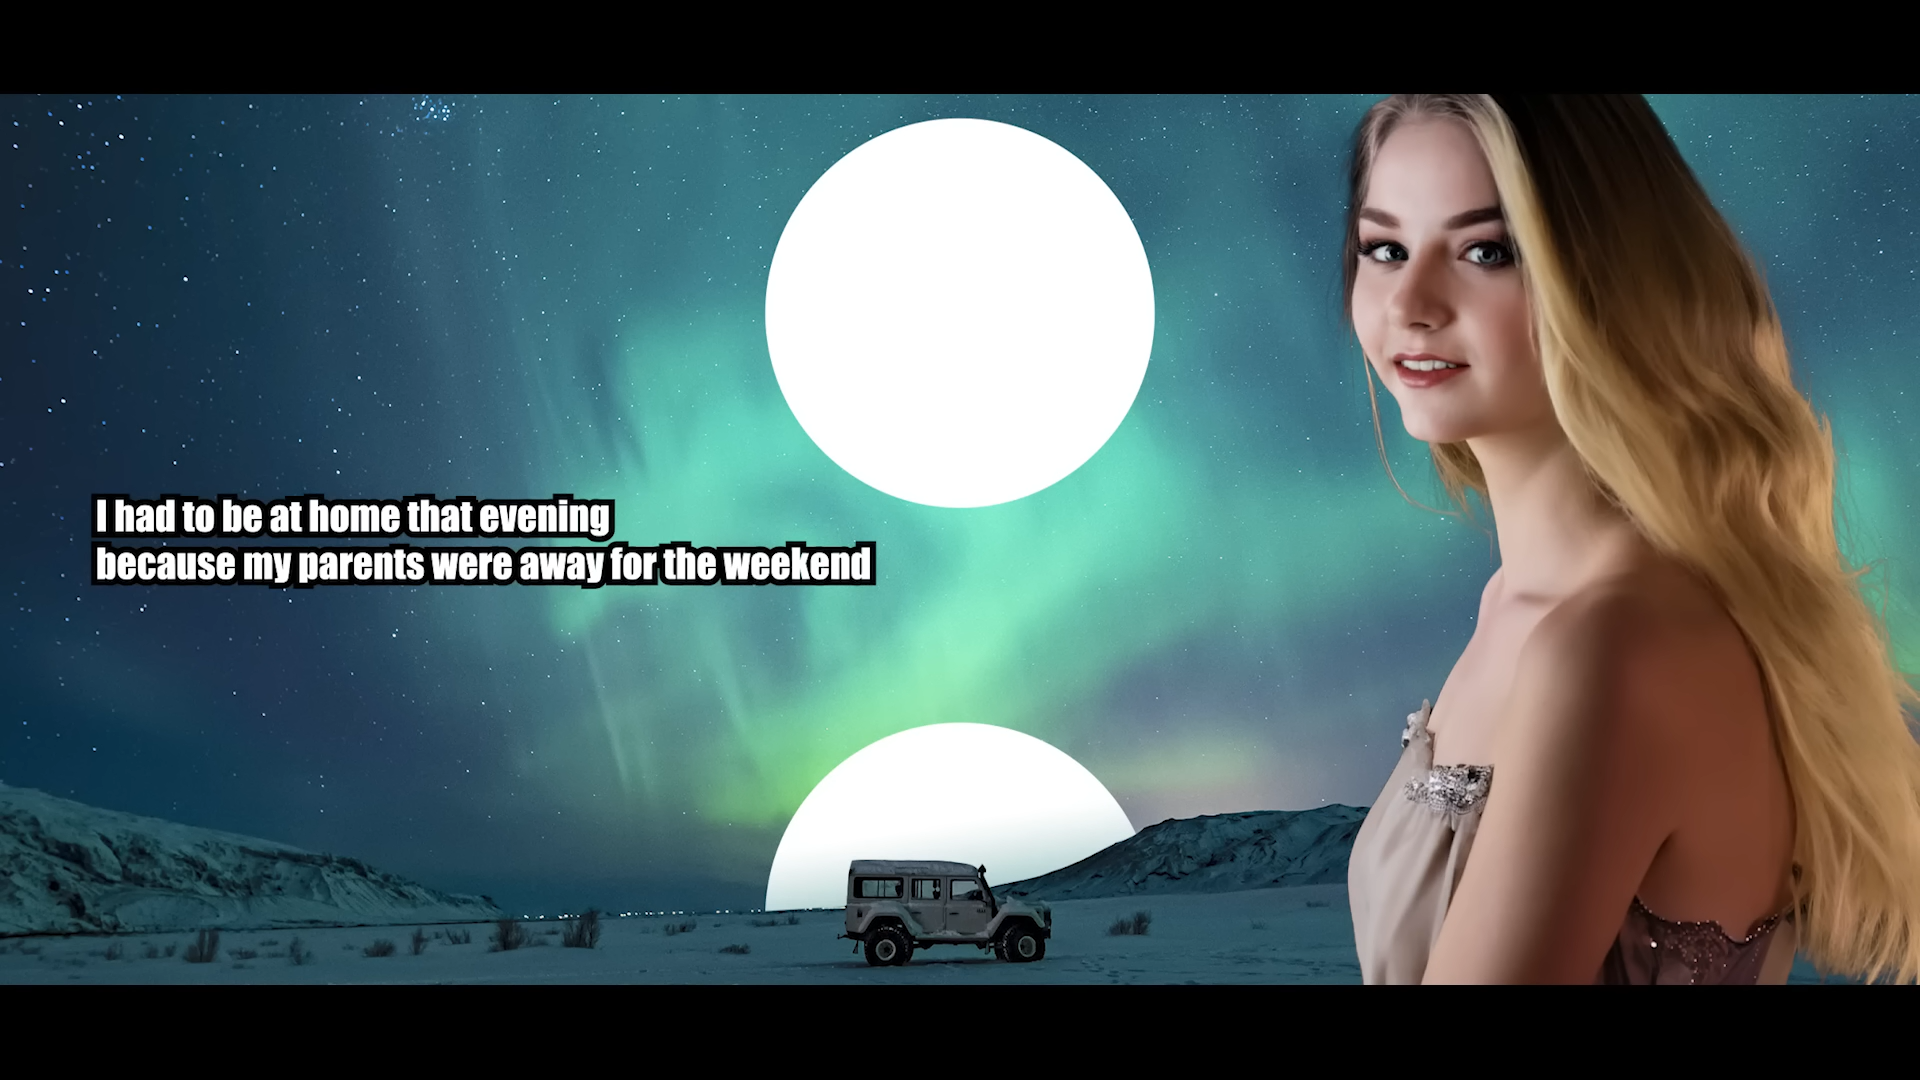 I had to be at home that evening
because my parents were away for the weekend